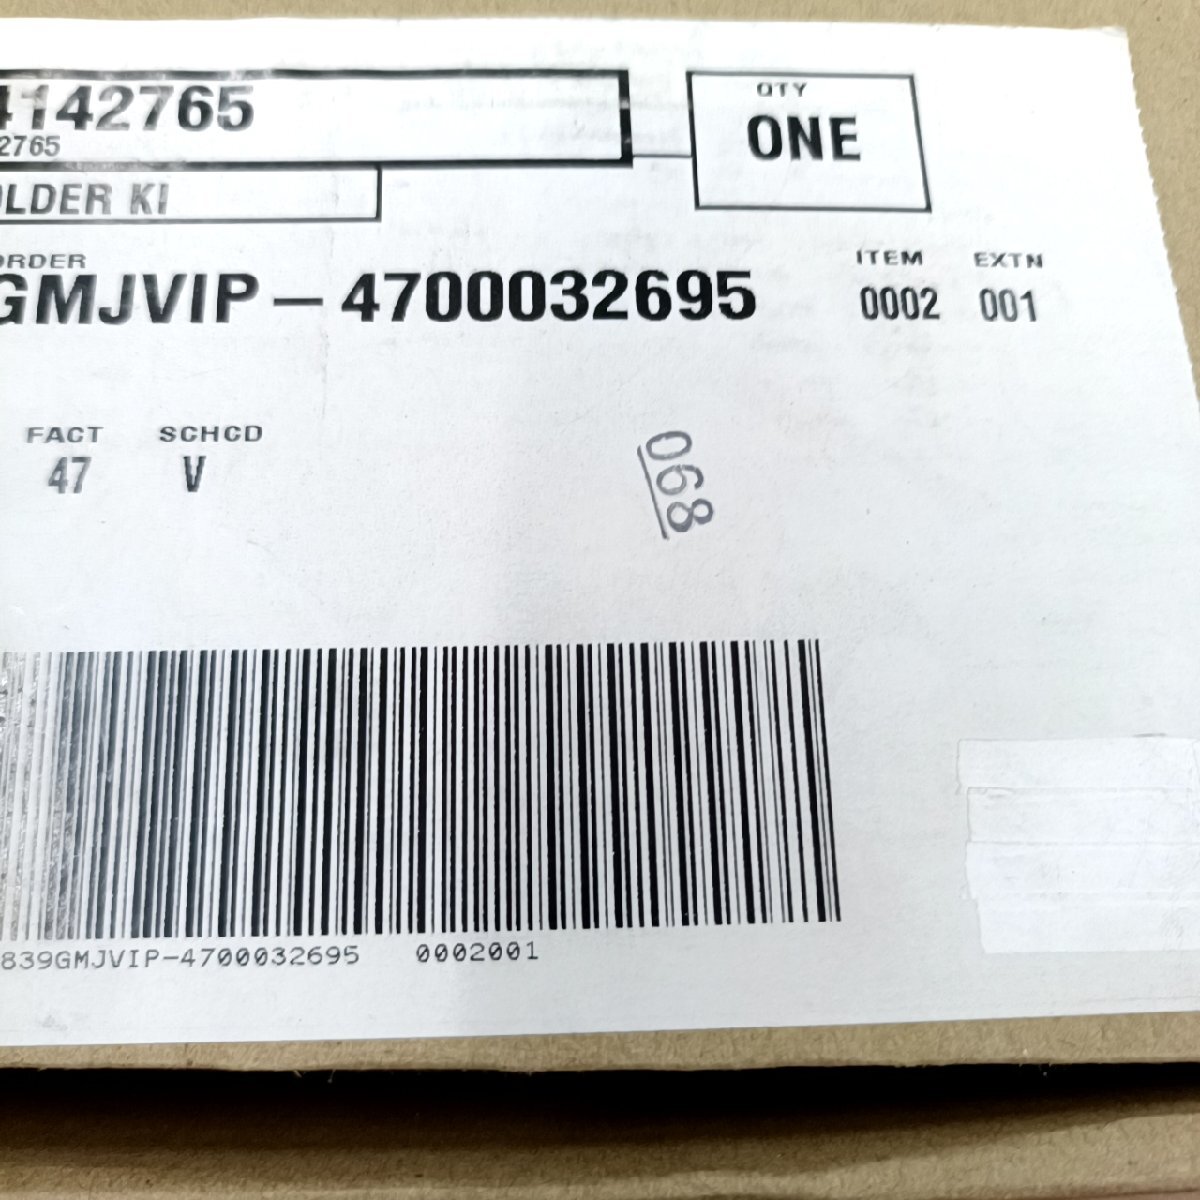 4142765
2765
QTY
ONE
OLDER KI
ORDER
GMJVIP–4700032695
ITEM
0002
EXTN
001
FACT
47
SCHCD
V
068
839GMJVIP-4700032695 0002001